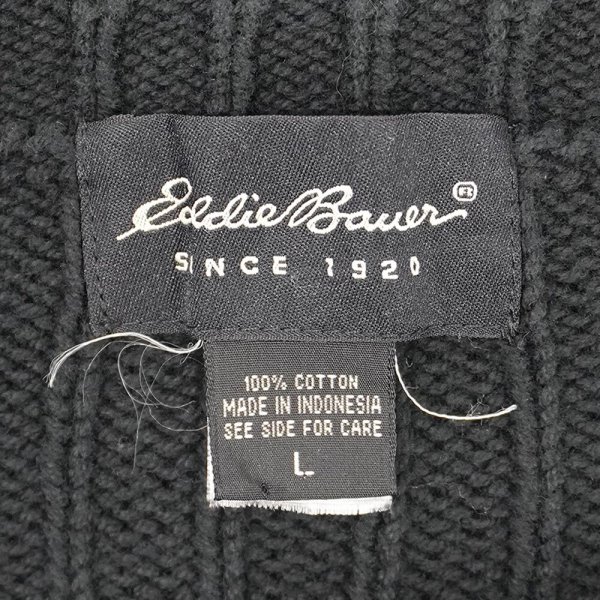 Eddie Bauer®
SINCE 1920
100% COTTON
MADE IN INDONESIA
SEE SIDE FOR CARE
L